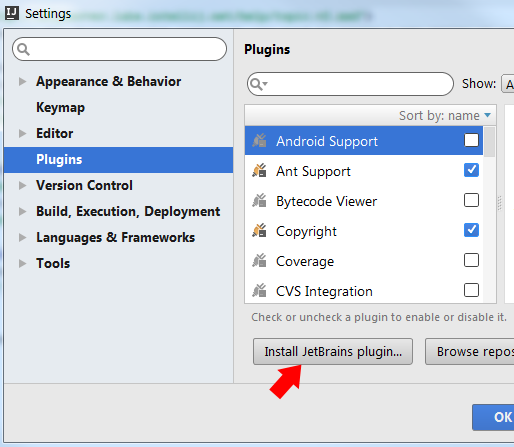 Settings
Plugins
Show: A
Appearance & Behavior
Keymap
Editor
Plugins
Version Control
Build, Execution, Deployment
Languages & Frameworks
Tools
Sort by: name
Android Support
Ant Support
Bytecode Viewer
Copyright
Coverage
CVS Integration
Check or uncheck a plugin to enable or disable it.
Install JetBrains plugin...
Browse repos
OK